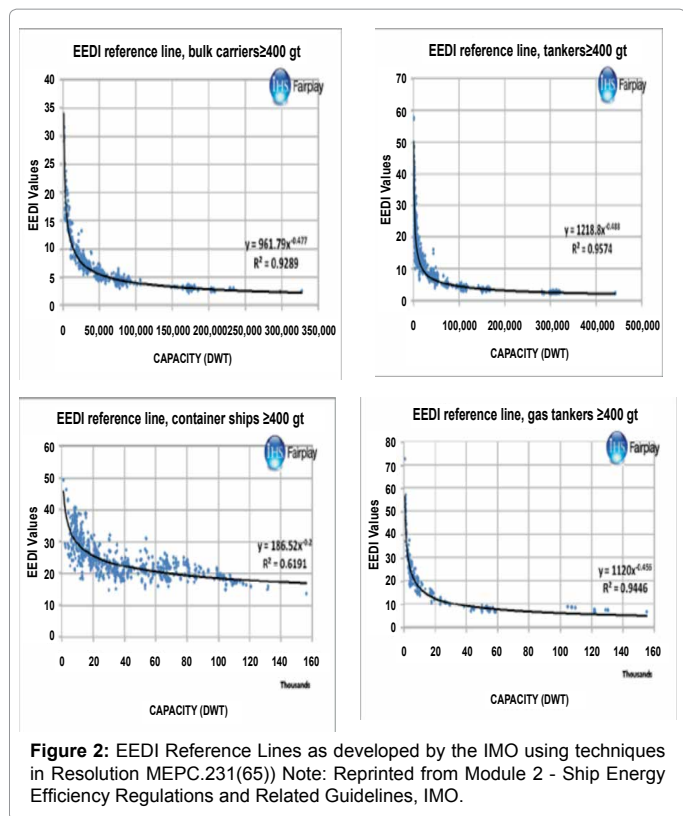 EEDI reference line, bulk carriers≥400 gt
IHS Fairplay
40
35
30
25
20
15
10
5
0
EEDI Values
y = 961.79x^-0.477
R² = 0.9289
0 50,000 100,000 150,000 200,000 250,000 300,000 350,000
CAPACITY (DWT)
EEDI reference line, tankers≥400 gt
IHS Fairplay
70
60
50
40
30
20
10
0
EEDI Values
y = 1218.8x^-0.488
R² = 0.9574
0 100,000 200,000 300,000 400,000 500,000
CAPACITY (DWT)
EEDI reference line, container ships ≥400 gt
IHS Fairplay
60
50
40
30
20
10
0
EEDI Values
y = 186.52x^-0.2
R² = 0.6191
0 20 40 60 80 100 120 140 160
Thousands
CAPACITY (DWT)
EEDI reference line, gas tankers ≥400 gt
IHS Fairplay
80
70
60
50
40
30
20
10
0
EEDI Values
y = 1120x^-0.456
R² = 0.9446
0 20 40 60 80 100 120 140 160
Thousands
CAPACITY (DWT)
Figure 2: EEDI Reference Lines as developed by the IMO using techniques
in Resolution MEPC.231(65)) Note: Reprinted from Module 2 - Ship Energy
Efficiency Regulations and Related Guidelines, IMO.